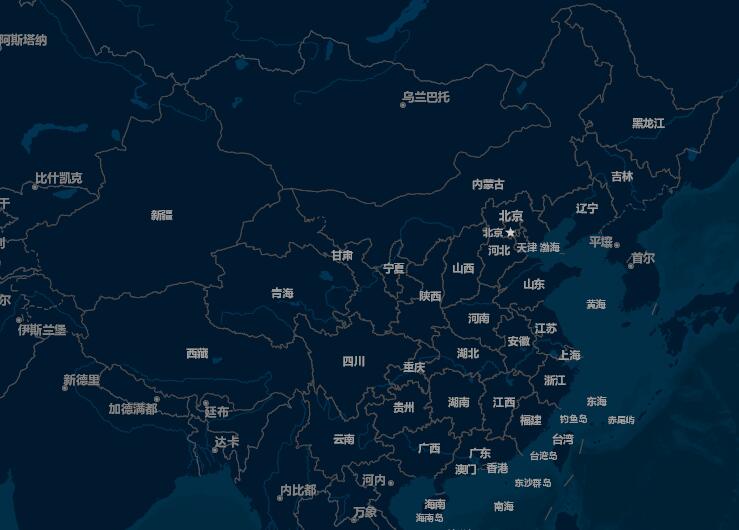 阿斯塔纳
乌兰巴托
黑龙江
比什凯克
吉林
内蒙古
新疆
北京
辽宁
北京
平壤
河北
天津
渤海
首尔
甘肃
宁夏
山西
山东
青海
陕西
黄海
伊斯兰堡
河南
江苏
安徽
西藏
四川
湖北
上海
重庆
新德里
浙江
加德满都
廷布
贵州
湖南
江西
东海
福建
钓鱼岛
赤尾屿
达卡
云南
广西
广东
台湾
台湾岛
澳门
香港
内比都
河内
东沙群岛
万象
海南
南海
海南岛